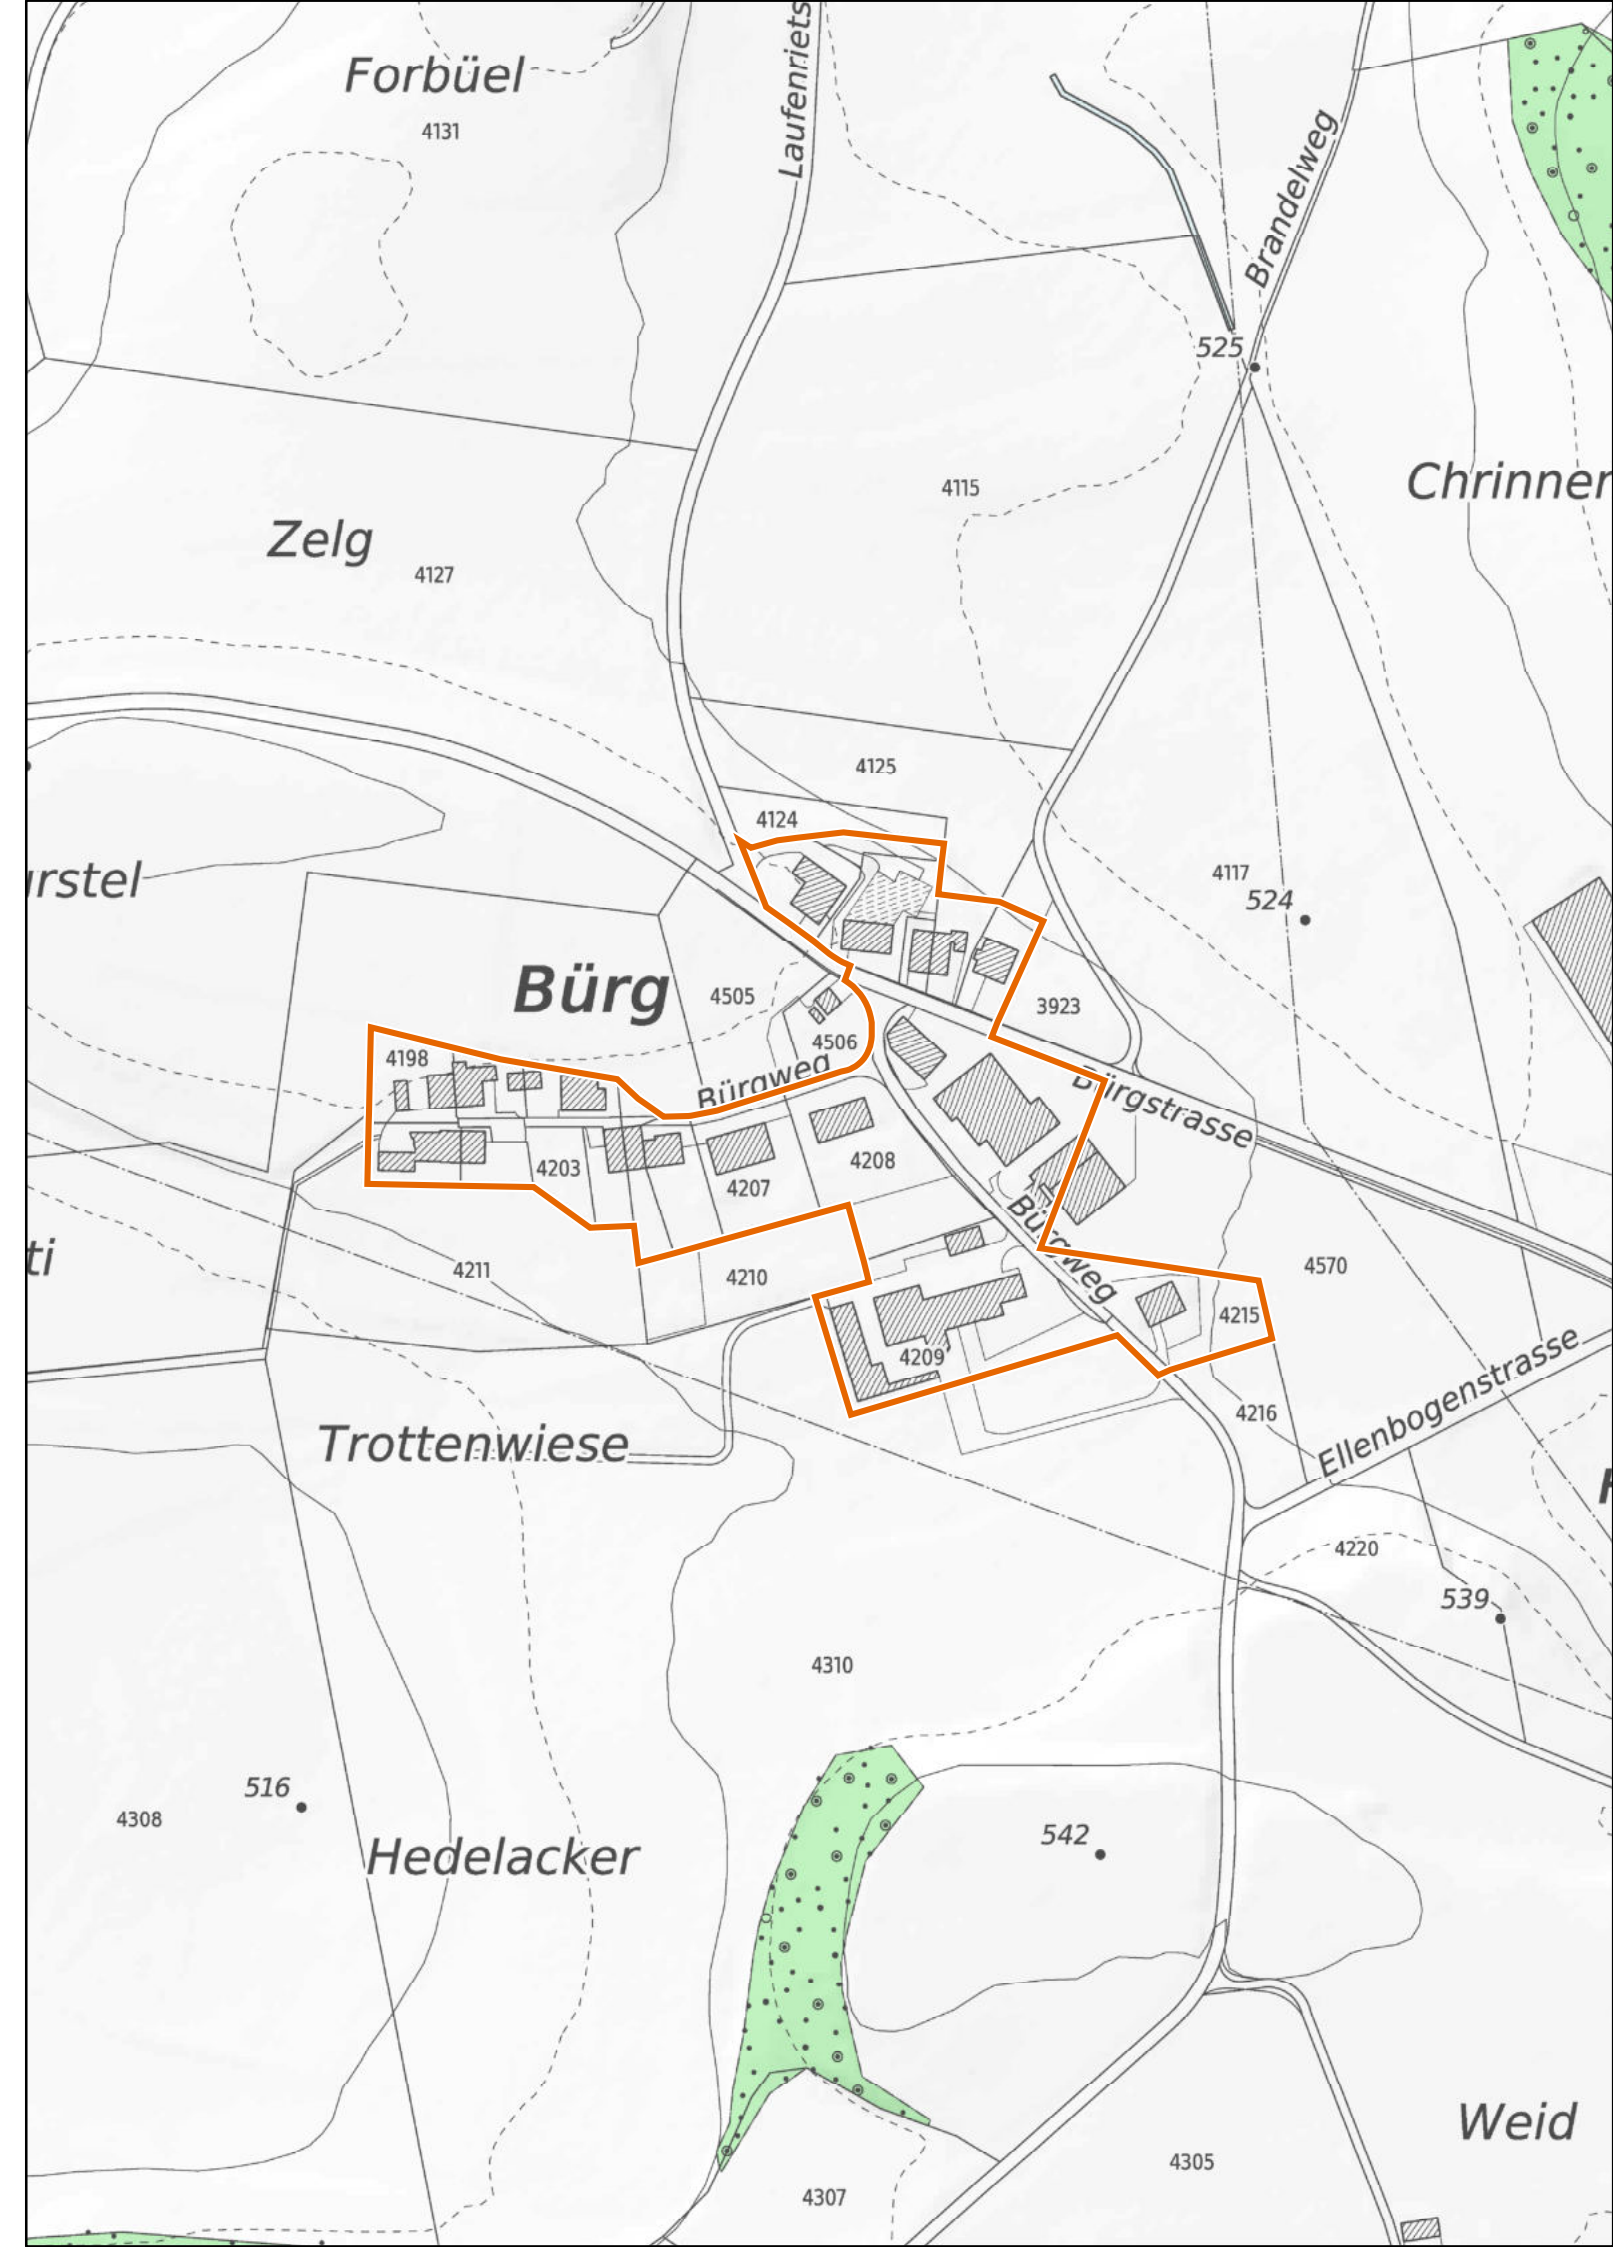 Forbüel
4131
Laufenriets
Brandelweg
525
Chrinner
4115
Zelg
4127
4125
4124
4117
524
rstel
Bürg
4505
3923
4506
4198
Bürgweg
Bürgstrasse
4203
4208
4207
Bürgweg
ti
4211
4210
4570
4215
4209
4216
Ellenbogenstrasse
Trottenwiese
4220
539
4310
516
4308
542
Hedelacker
Weid
4305
4307